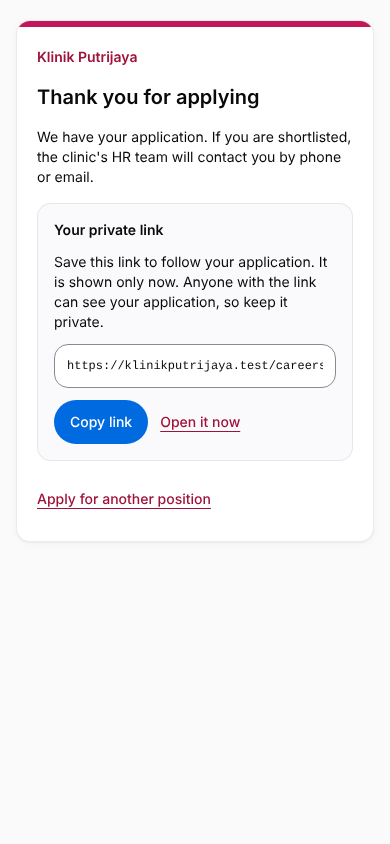 Klinik Putrijaya
Thank you for applying
We have your application. If you are shortlisted,
the clinic's HR team will contact you by phone
or email.
Your private link
Save this link to follow your application. It
is shown only now. Anyone with the link
can see your application, so keep it
private.
https://klinikputrijaya.test/careers
Copy link
Open it now
Apply for another position